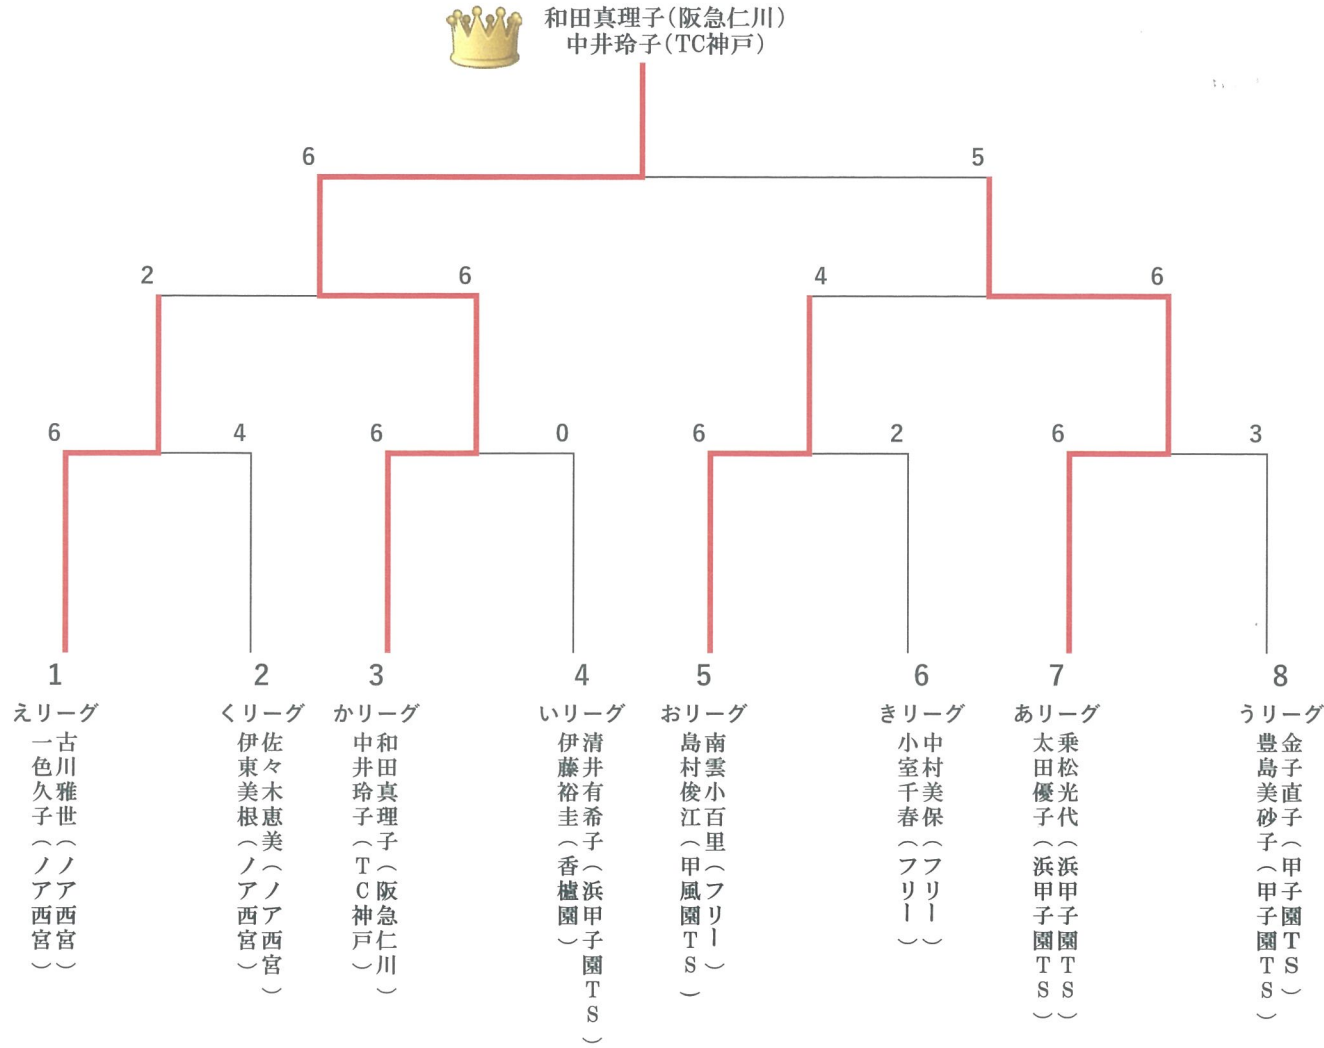 和田真理子(阪急仁川)
中井玲子(TC神戸)
6
5
2
6
4
6
6
4
6
0
6
2
6
3
1
2
3
4
5
6
7
8
えリーグ
くリーグ
かリーグ
いリーグ
おリーグ
きリーグ
あリーグ
うリーグ
古川雅世(ノア西宮)
一色久子(ノア西宮)
佐々木恵美(ノア西宮)
伊東美根(ノア西宮)
和田真理子(阪急仁川)
中井玲子(TC神戸)
清井有希子(浜甲子園TS)
伊藤裕圭(香櫨園)
南雲小百里(フリー)
島村俊江(甲風園TS)
中村美保(フリー)
小室千春(フリー)
乗松光代(浜甲子園TS)
太田優子(浜甲子園TS)
金子直子(甲子園TS)
豊島美砂子(甲子園TS)